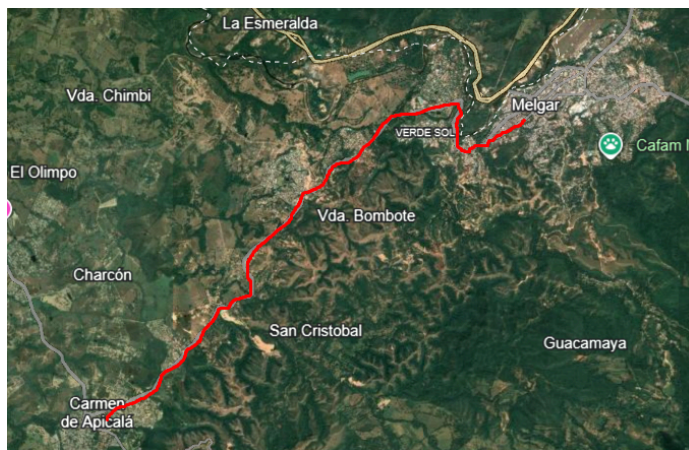 La Esmeralda
Vda. Chimbi
Melgar
VERDE SOL
Cafam
El Olimpo
Vda. Bombote
Charcón
San Cristobal
Guacamaya
Carmen
de Apicalá